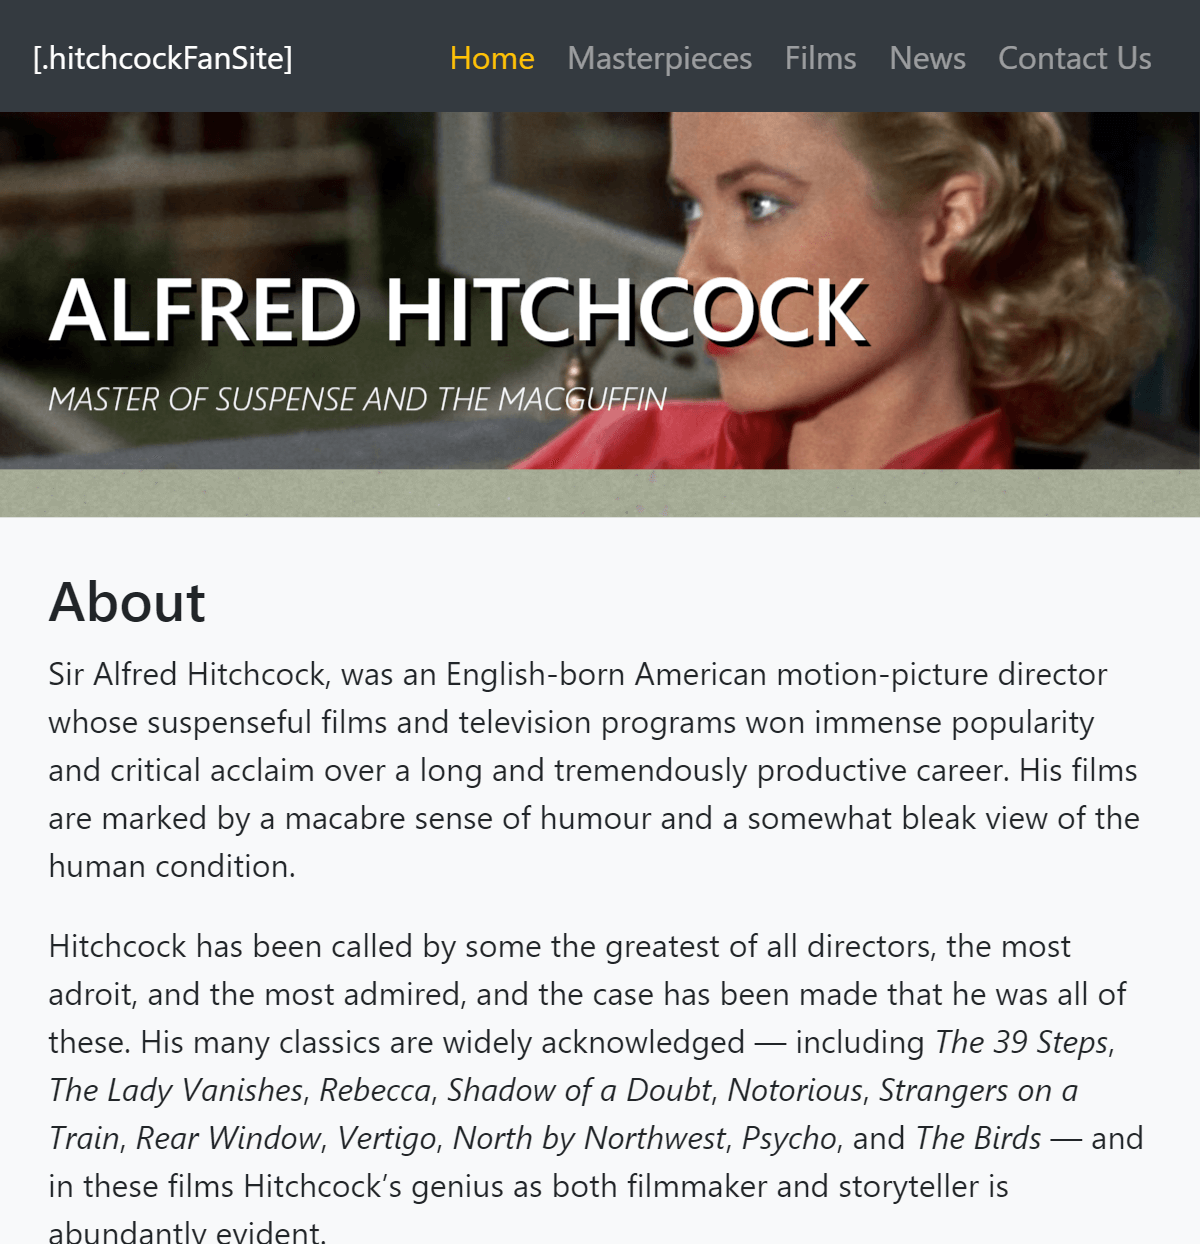 [.hitchcockFanSite] Home Masterpieces Films News Contact Us
ALFRED HITCHCOCK
MASTER OF SUSPENSE AND THE MACGUFFIN
About
Sir Alfred Hitchcock, was an English-born American motion-picture director
whose suspenseful films and television programs won immense popularity
and critical acclaim over a long and tremendously productive career. His films
are marked by a macabre sense of humour and a somewhat bleak view of the
human condition.
Hitchcock has been called by some the greatest of all directors, the most
adroit, and the most admired, and the case has been made that he was all of
these. His many classics are widely acknowledged — including The 39 Steps,
The Lady Vanishes, Rebecca, Shadow of a Doubt, Notorious, Strangers on a
Train, Rear Window, Vertigo, North by Northwest, Psycho, and The Birds — and
in these films Hitchcock’s genius as both filmmaker and storyteller is
abundantly evident.